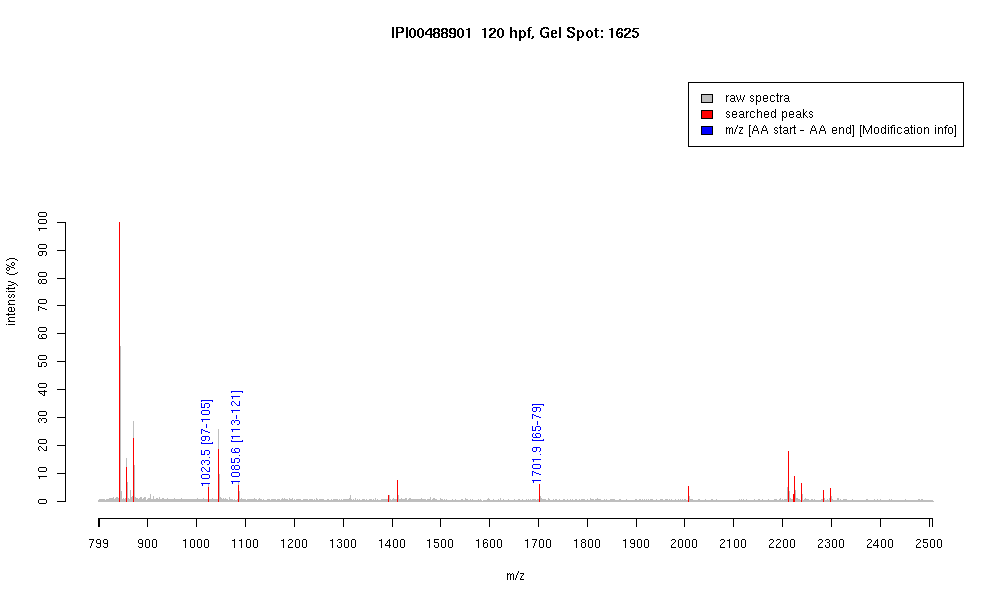 IPI00488901 120 hpf, Gel Spot: 1625
raw spectra
searched peaks
m/z [AA start - AA end] [Modification info]
intensity (%)
100
90
80
70
60
50
40
30
20
10
0
1023.5 [97-105]
1085.6 [113-121]
1701.9 [65-79]
799 900 1000 1100 1200 1300 1400 1500 1600 1700 1800 1900 2000 2100 2200 2300 2400 2500
m/z